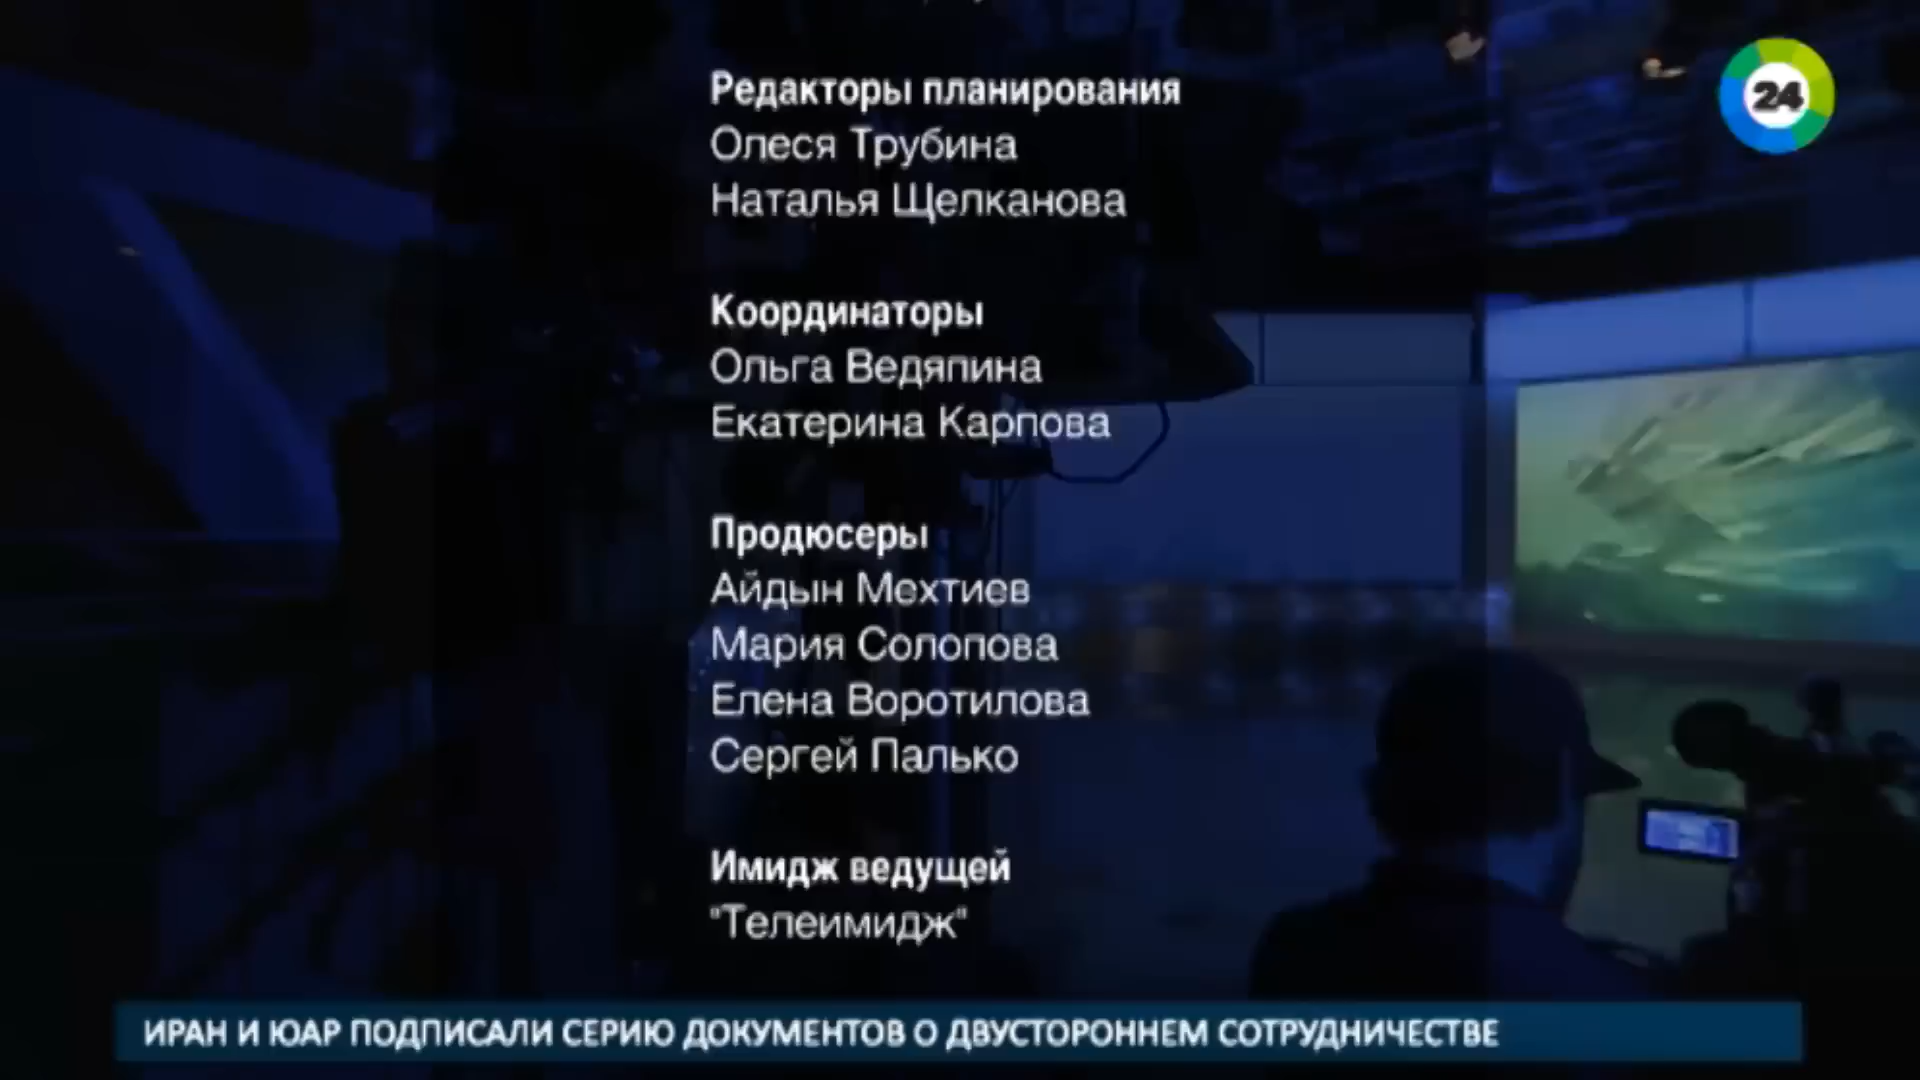 Редакторы планирования
24
Олеся Трубина
Наталья Щелканова
Координаторы
Ольга Ведяпина
Екатерина Карпова
Продюсеры
Айдын Мехтиев
Мария Солопова
Елена Воротилова
Сергей Палько
Имидж ведущей
"Телеимидж"
ИРАН И ЮАР ПОДПИСАЛИ СЕРИЮ ДОКУМЕНТОВ О ДВУСТОРОННЕМ СОТРУДНИЧЕСТВЕ